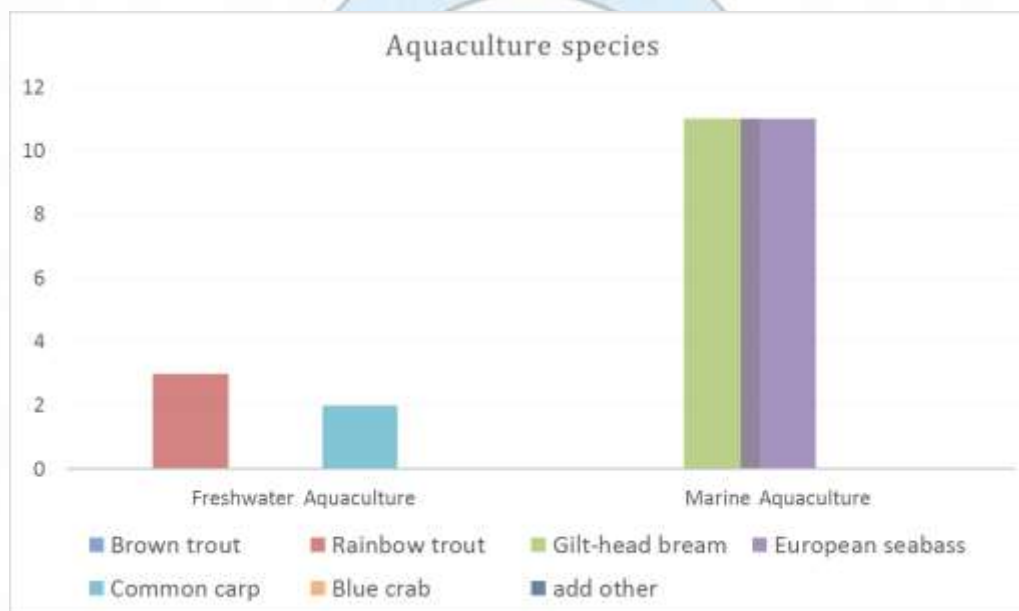 Aquaculture species
12
10
8
6
4
2
0
Freshwater Aquaculture Marine Aquaculture
Brown trout Rainbow trout Gilt-head bream European seabass
Common carp Blue crab add other